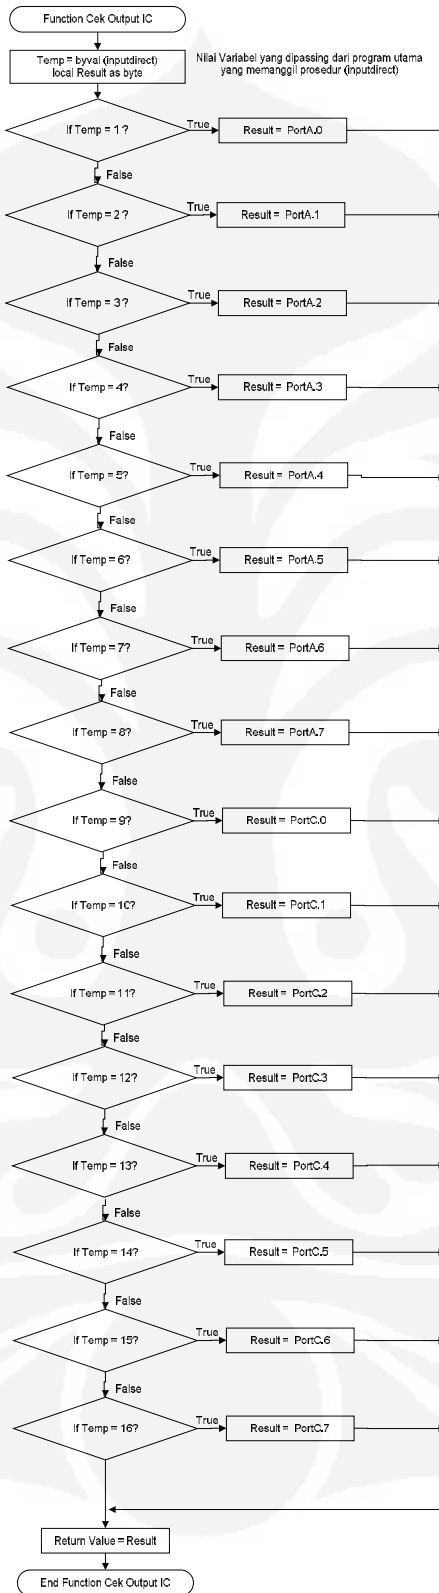 Function Cek Output IC
Temp = byval (inputdirect)
local Result as byte
Nilai Variabel yang dipassing dari program utama
yang memanggil prosedur (inputdirect)
If Temp = 1 ?
True
Result = PortA.0
False
If Temp = 2 ?
True
Result = PortA.1
False
If Temp = 3 ?
True
Result = PortA.2
False
If Temp = 4?
True
Result = PortA.3
False
If Temp = 5?
True
Result = PortA.4
False
If Temp = 6?
True
Result = PortA.5
False
If Temp = 7?
True
Result = PortA.6
False
If Temp = 8?
True
Result = PortA.7
False
If Temp = 9?
True
Result = PortC.0
False
If Temp = 10?
True
Result = PortC.1
False
If Temp = 11?
True
Result = PortC.2
False
If Temp = 12?
True
Result = PortC.3
False
If Temp = 13?
True
Result = PortC.4
False
If Temp = 14?
True
Result = PortC.5
False
If Temp = 15?
True
Result = PortC.6
False
If Temp = 16?
True
Result = PortC.7
Return Value = Result
End Function Cek Output IC